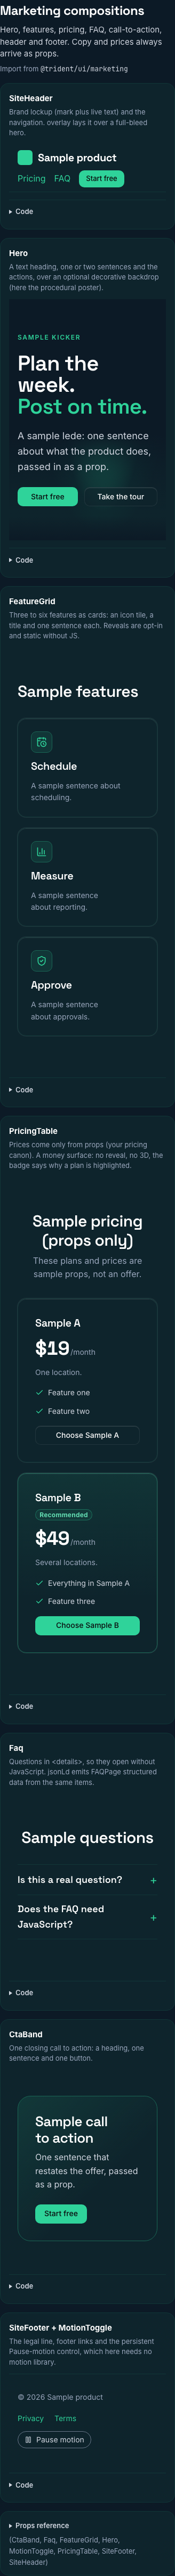 Marketing compositions
Hero, features, pricing, FAQ, call-to-action,
header and footer. Copy and prices always
arrive as props.
Import from @trident/ui/marketing
SiteHeader
Brand lockup (mark plus live text) and the
navigation. overlay lays it over a full-bleed
hero.
Sample product
Pricing FAQ Start free
Code
Hero
A text heading, one or two sentences and the
actions, over an optional decorative backdrop
(here the procedural poster).
SAMPLE KICKER
Plan the
week.
Post on time.
A sample lede: one sentence
about what the product does,
passed in as a prop.
Start free Take the tour
Code
FeatureGrid
Three to six features as cards: an icon tile, a
title and one sentence each. Reveals are opt-in
and static without JS.
Sample features
Schedule
A sample sentence about
scheduling.
Measure
A sample sentence
about reporting.
Approve
A sample sentence
about approvals.
Code
PricingTable
Prices come only from props (your pricing
canon). A money surface: no reveal, no 3D, the
badge says why a plan is highlighted.
Sample pricing
(props only)
These plans and prices are
sample props, not an offer.
Sample A
$19/month
One location.
Feature one
Feature two
Choose Sample A
Sample B
Recommended
$49/month
Several locations.
Everything in Sample A
Feature three
Choose Sample B
Code
Faq
Questions in <details>, so they open without
JavaScript. jsonLd emits FAQPage structured
data from the same items.
Sample questions
Is this a real question? +
Does the FAQ need
JavaScript? +
Code
CtaBand
One closing call to action: a heading, one
sentence and one button.
Sample call
to action
One sentence that
restates the offer, passed
as a prop.
Start free
Code
SiteFooter + MotionToggle
The legal line, footer links and the persistent
Pause-motion control, which here needs no
motion library.
© 2026 Sample product
Privacy Terms
Pause motion
Code
Props reference
(CtaBand, Faq, FeatureGrid, Hero,
MotionToggle, PricingTable, SiteFooter,
SiteHeader)